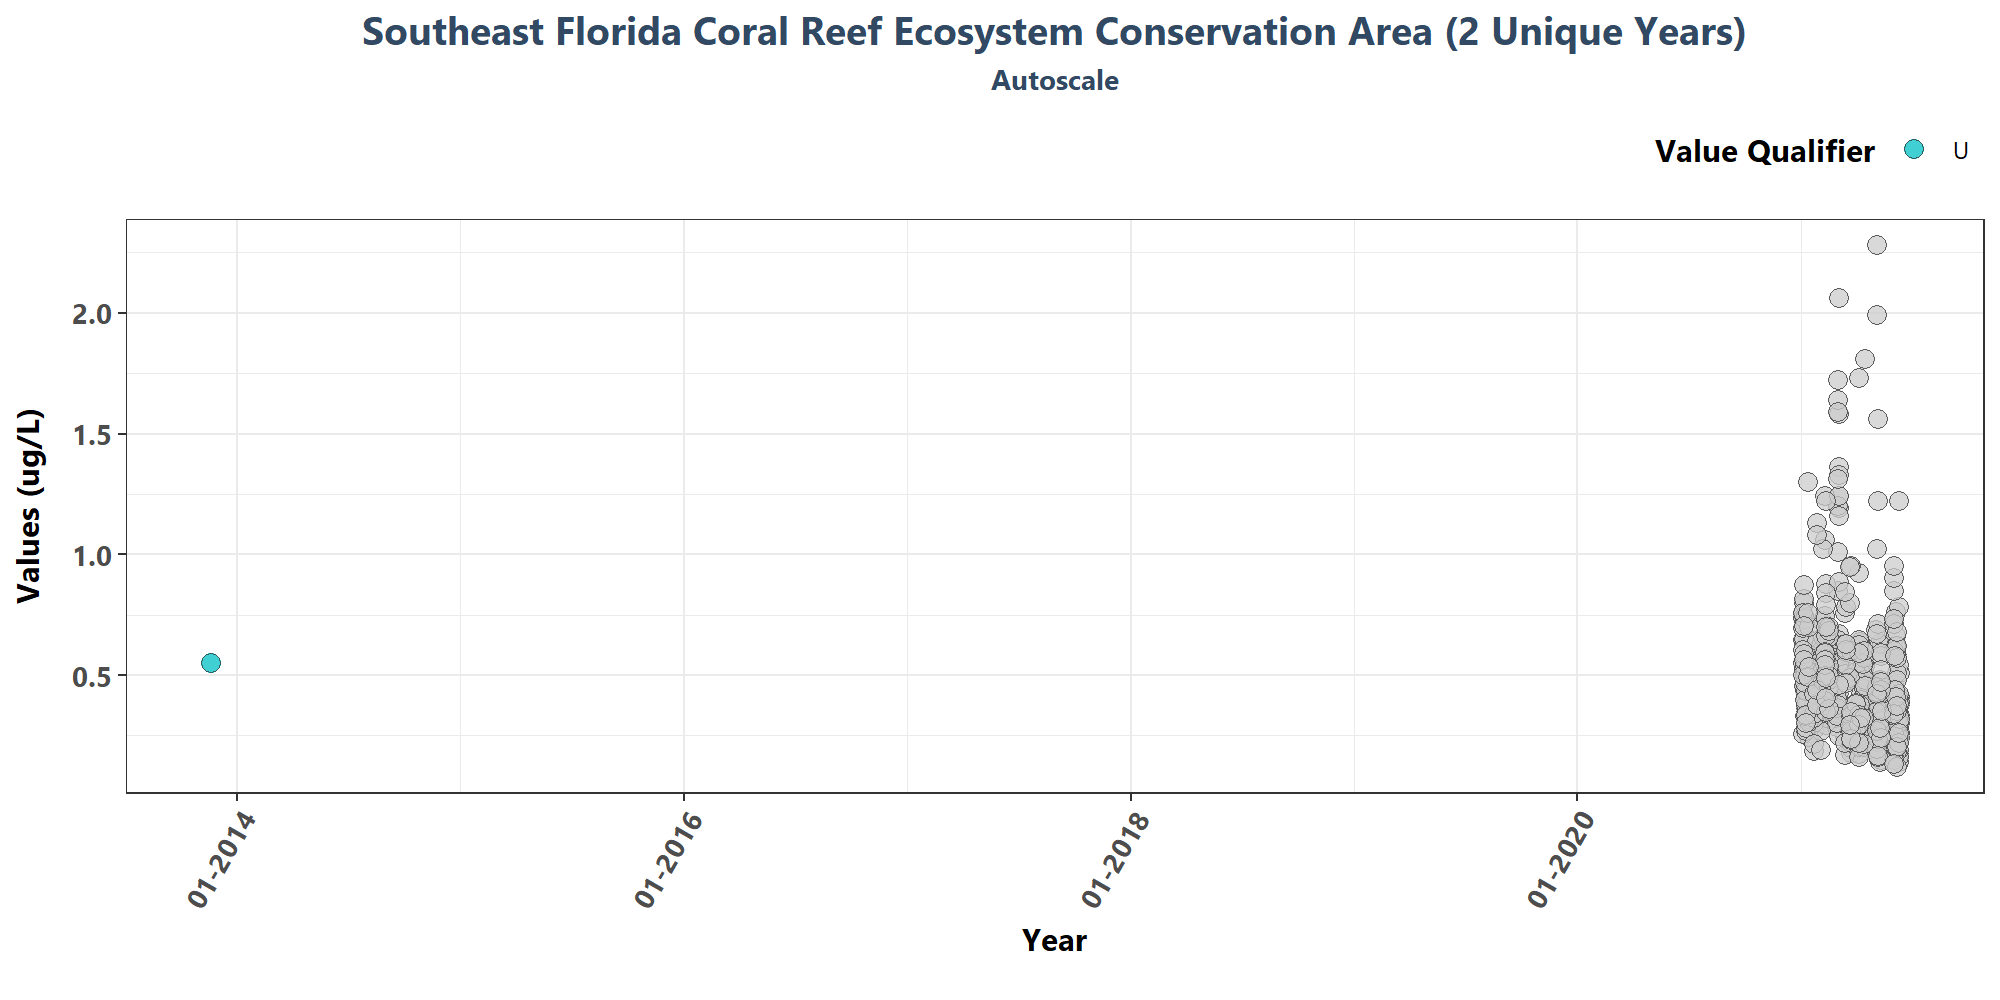 Southeast Florida Coral Reef Ecosystem Conservation Area (2 Unique Years)
Autoscale
Value Qualifier U
Values (ug/L)
2.0
1.5
1.0
0.5
01-2014 01-2016 01-2018 01-2020
Year